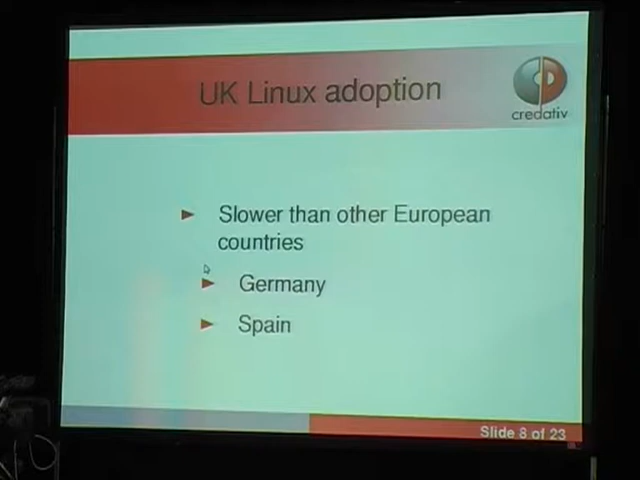 UK Linux adoption
credativ
Slower than other European
countries
Germany
Spain
Slide 8 of 23